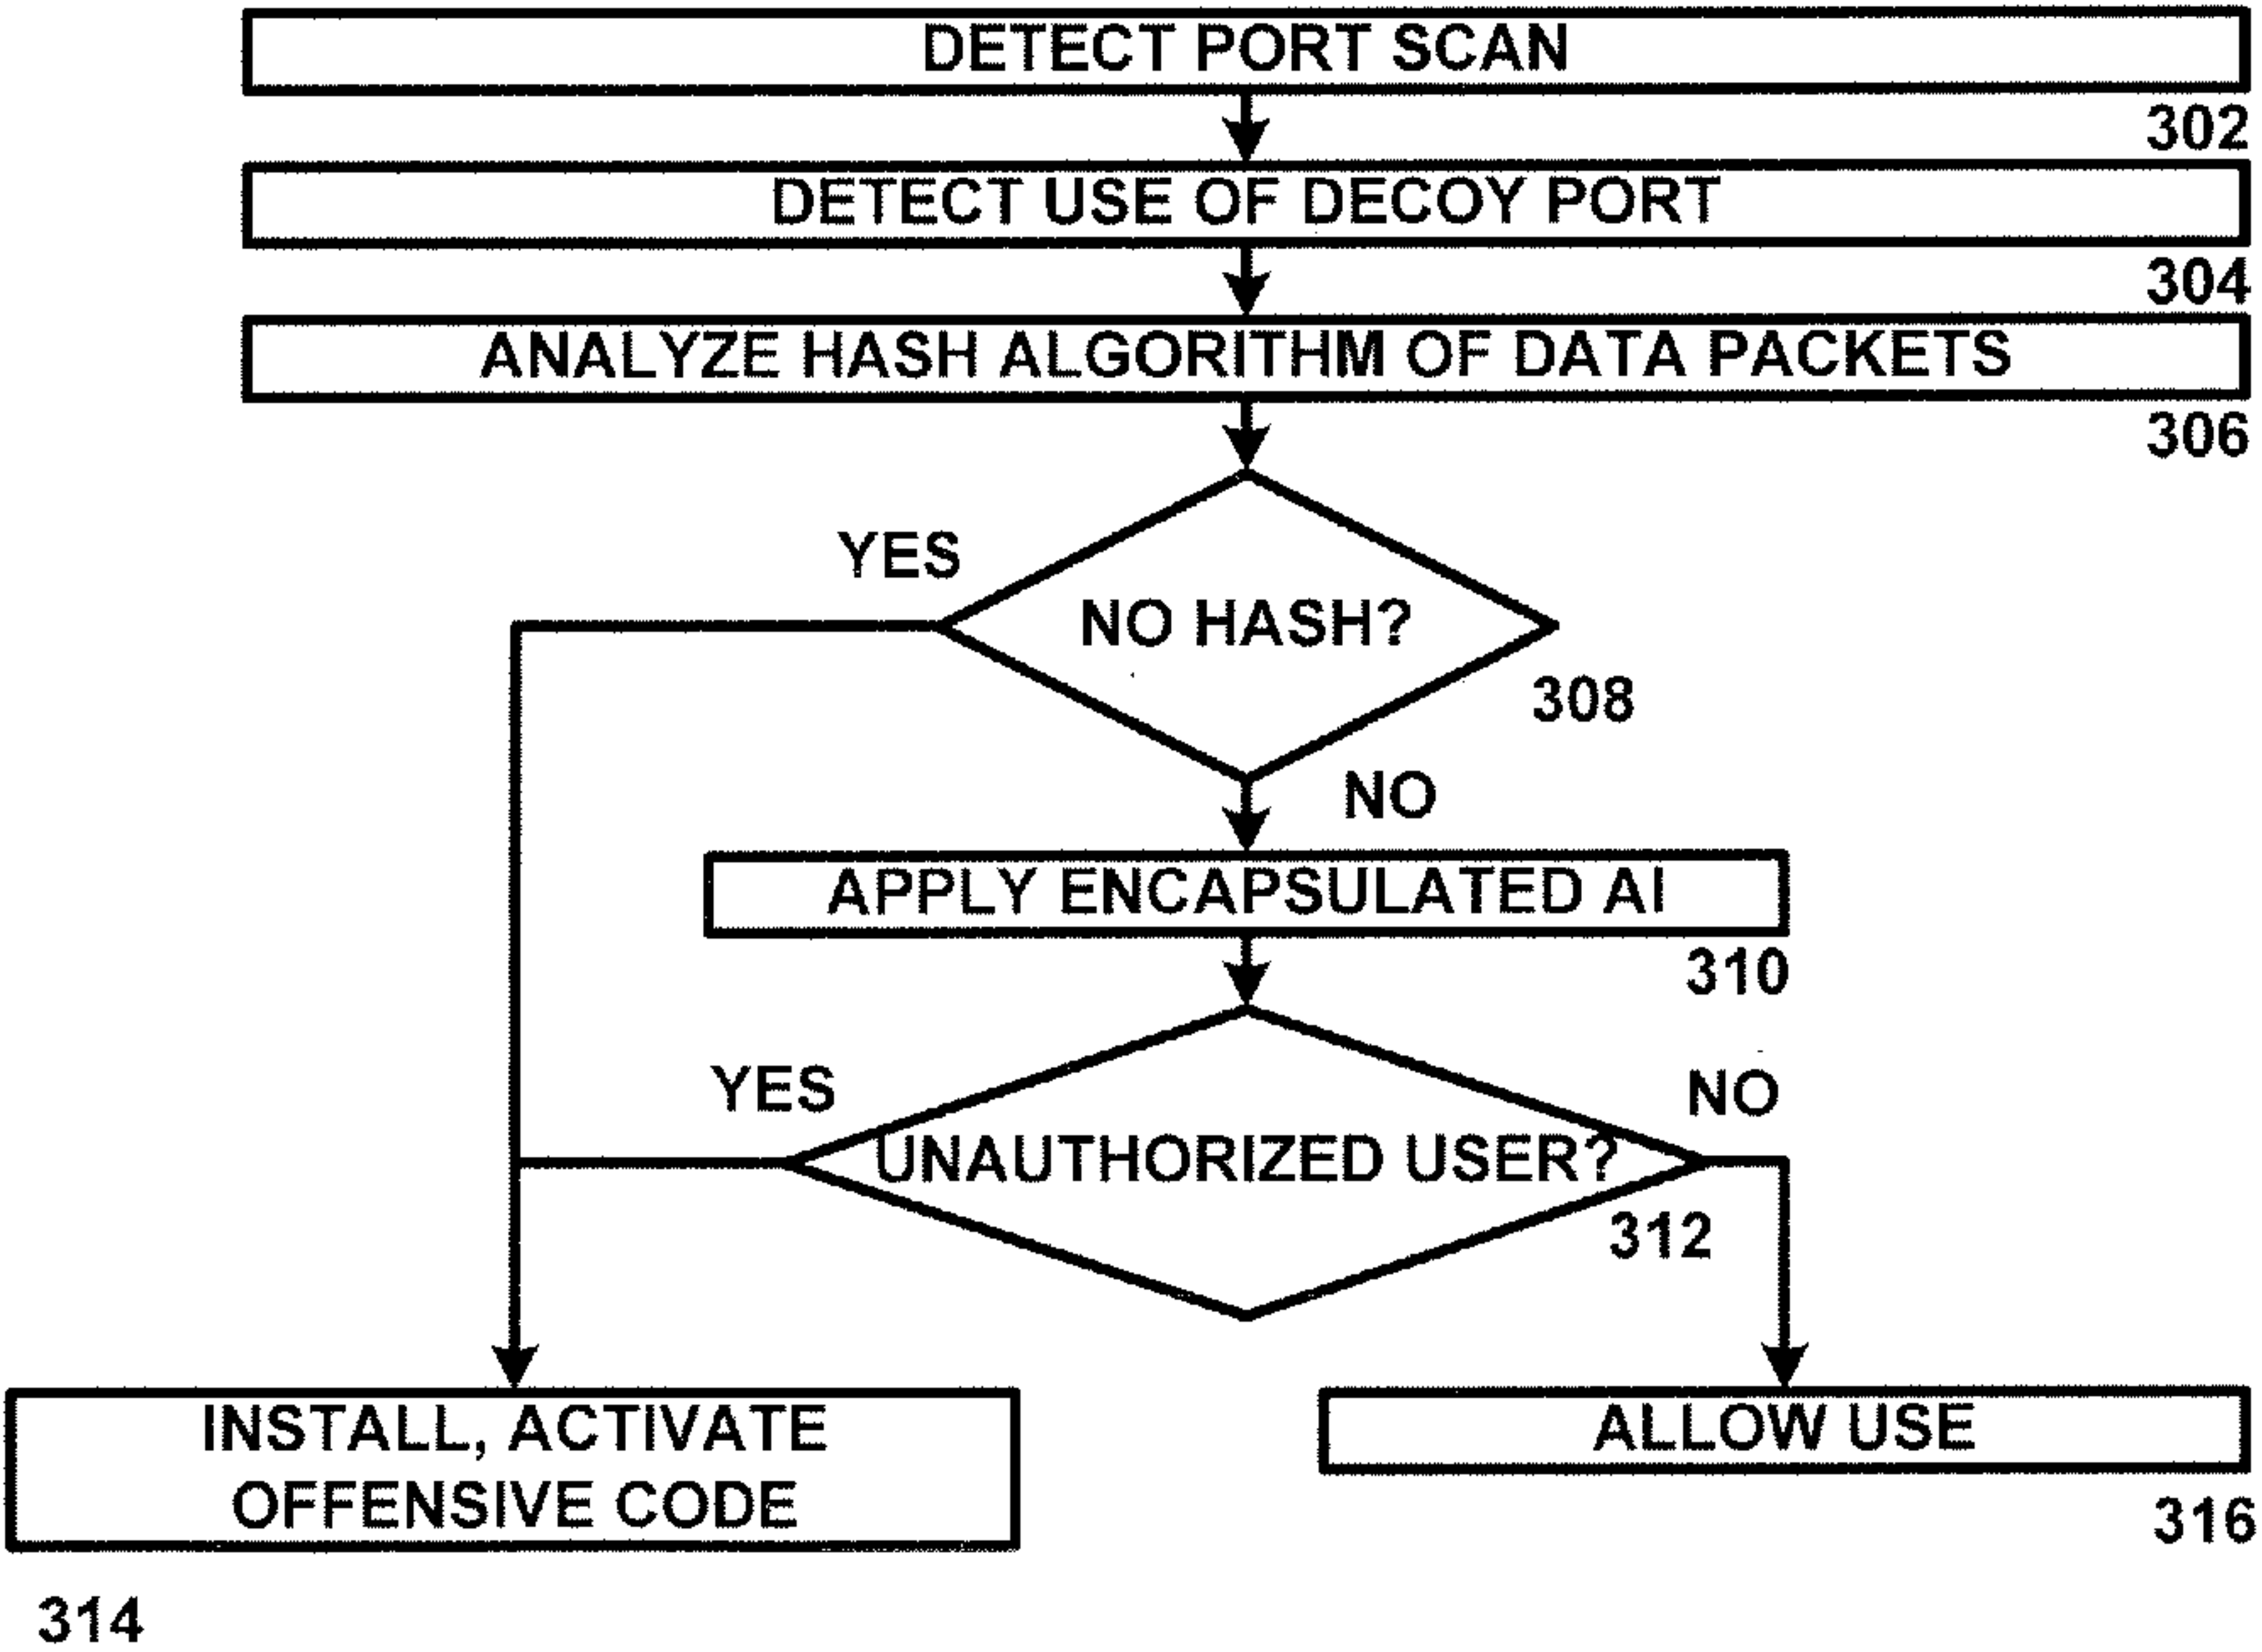 DETECT PORT SCAN
302
DETECT USE OF DECOY PORT
304
ANALYZE HASH ALGORITHM OF DATA PACKETS
306
YES
NO HASH?
308
NO
APPLY ENCAPSULATED AI
310
YES
NO
UNAUTHORIZED USER?
312
INSTALL, ACTIVATE
OFFENSIVE CODE
314
ALLOW USE
316